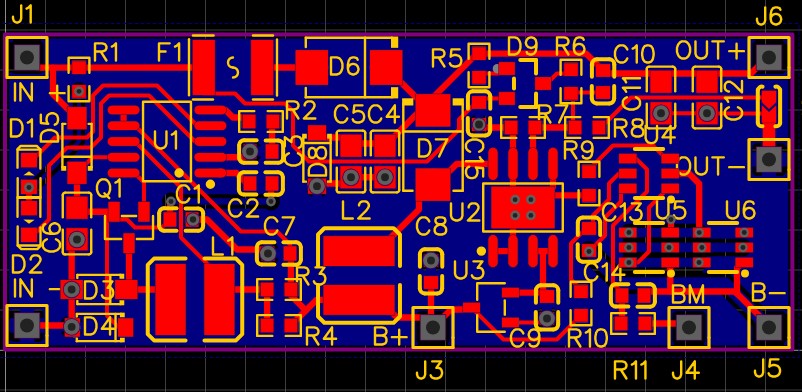 J1
J6
R1
F1
D6
R5
D9
R6
C10
OUT+
IN +
D1
D5
U1
R2
C3
D8
C5
C4
D7
C15
R7
R8
C11
C12
U4
R9
OUT-
Q1
C1
C2
C6
L2
C8
U2
C13
U5
U6
C7
L1
D2
IN -
D3
R3
U3
C14
BM
B-
D4
R4
B+
C9
R10
J3
R11
J4
J5